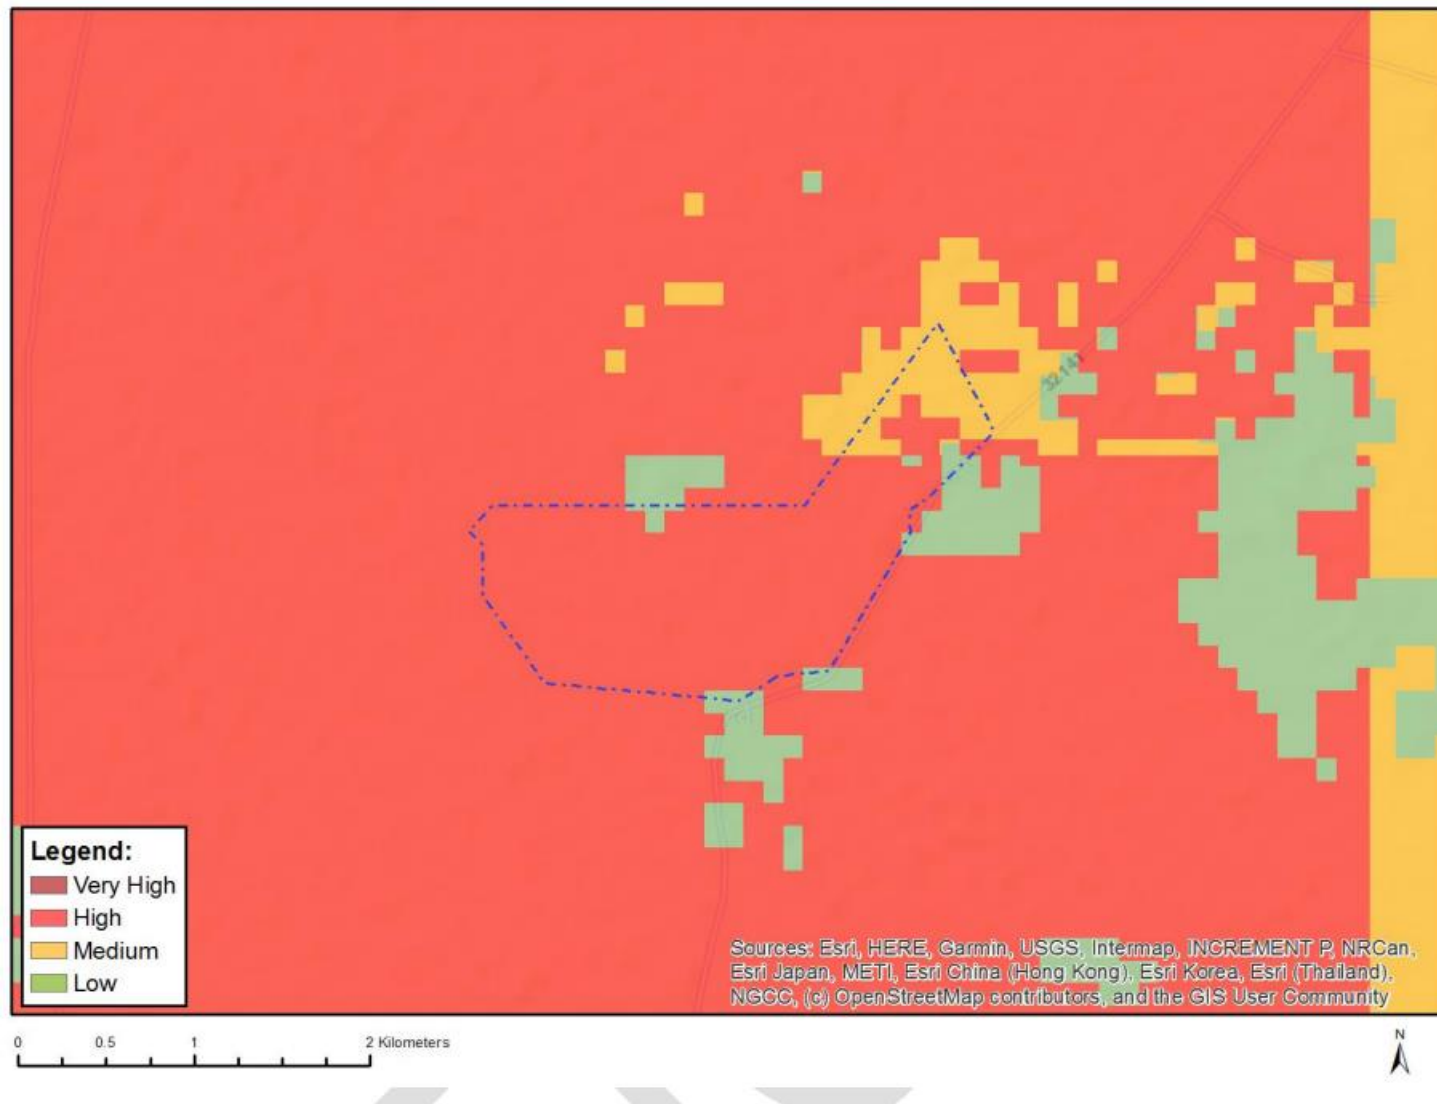 32.141
Legend:
Very High
High
Medium
Low
Sources: Esri, HERE, Garmin, USGS, Intermap, INCREMENT P, NRCan,
Esri Japan, METI, Esri China (Hong Kong), Esri Korea, Esri (Thailand),
NGCC, (c) OpenStreetMap contributors, and the GIS User Community
0 0.5 1 2 Kilometers
N